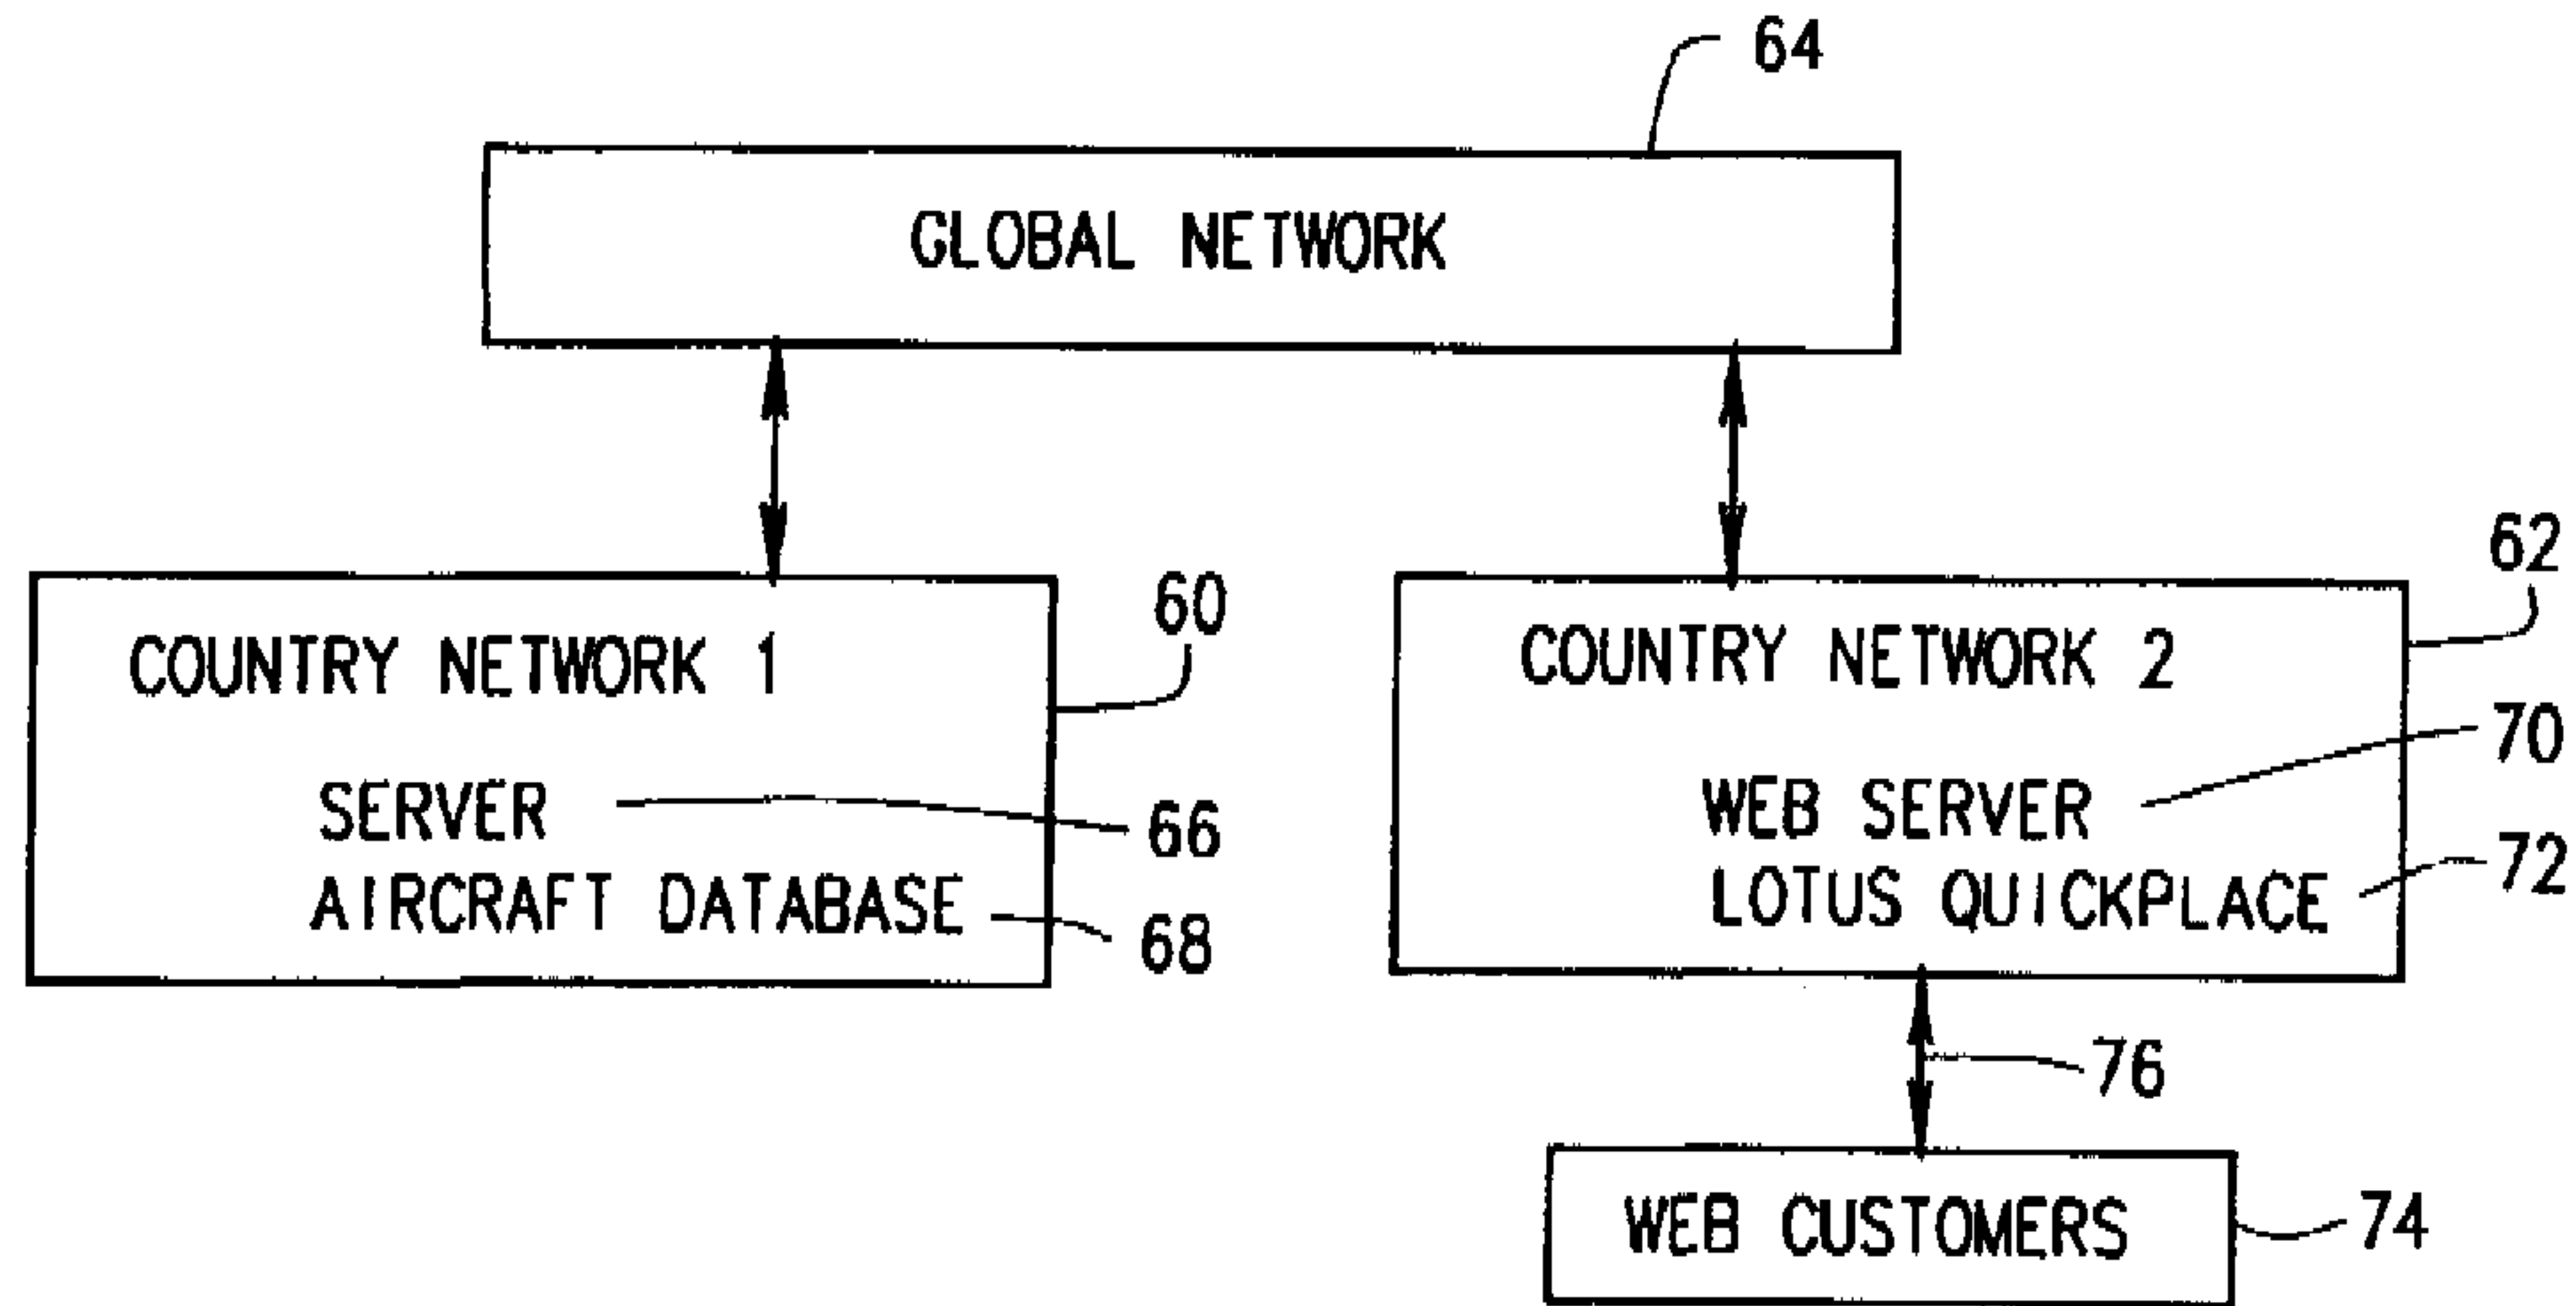 64
GLOBAL NETWORK
62
60
COUNTRY NETWORK 1
COUNTRY NETWORK 2
70
SERVER
66
WEB SERVER
72
AIRCRAFT DATABASE
68
LOTUS QUICKPLACE
76
WEB CUSTOMERS
74